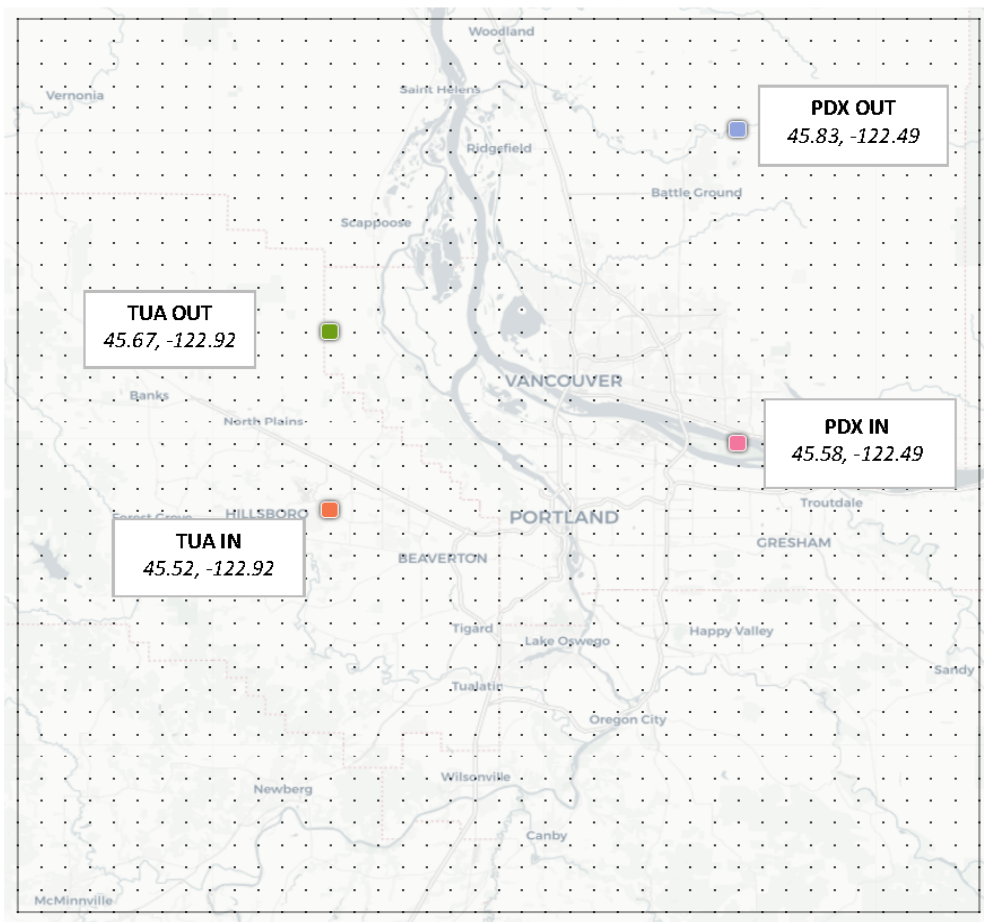 Woodland
Vernonia
Saint Helens
PDX OUT
45.83, -122.49
Ridgefield
Battle Ground
Scappoose
TUA OUT
45.67, -122.92
VANCOUVER
Banks
North Plains
PDX IN
45.58, -122.49
Troutdale
Forest Grove
HILLSBORO
PORTLAND
TUA IN
45.52, -122.92
GRESHAM
BEAVERTON
Tigard
Happy Valley
Lake Oswego
Sandy
Tualatin
Oregon City
Wilsonville
Newberg
Canby
McMinnville